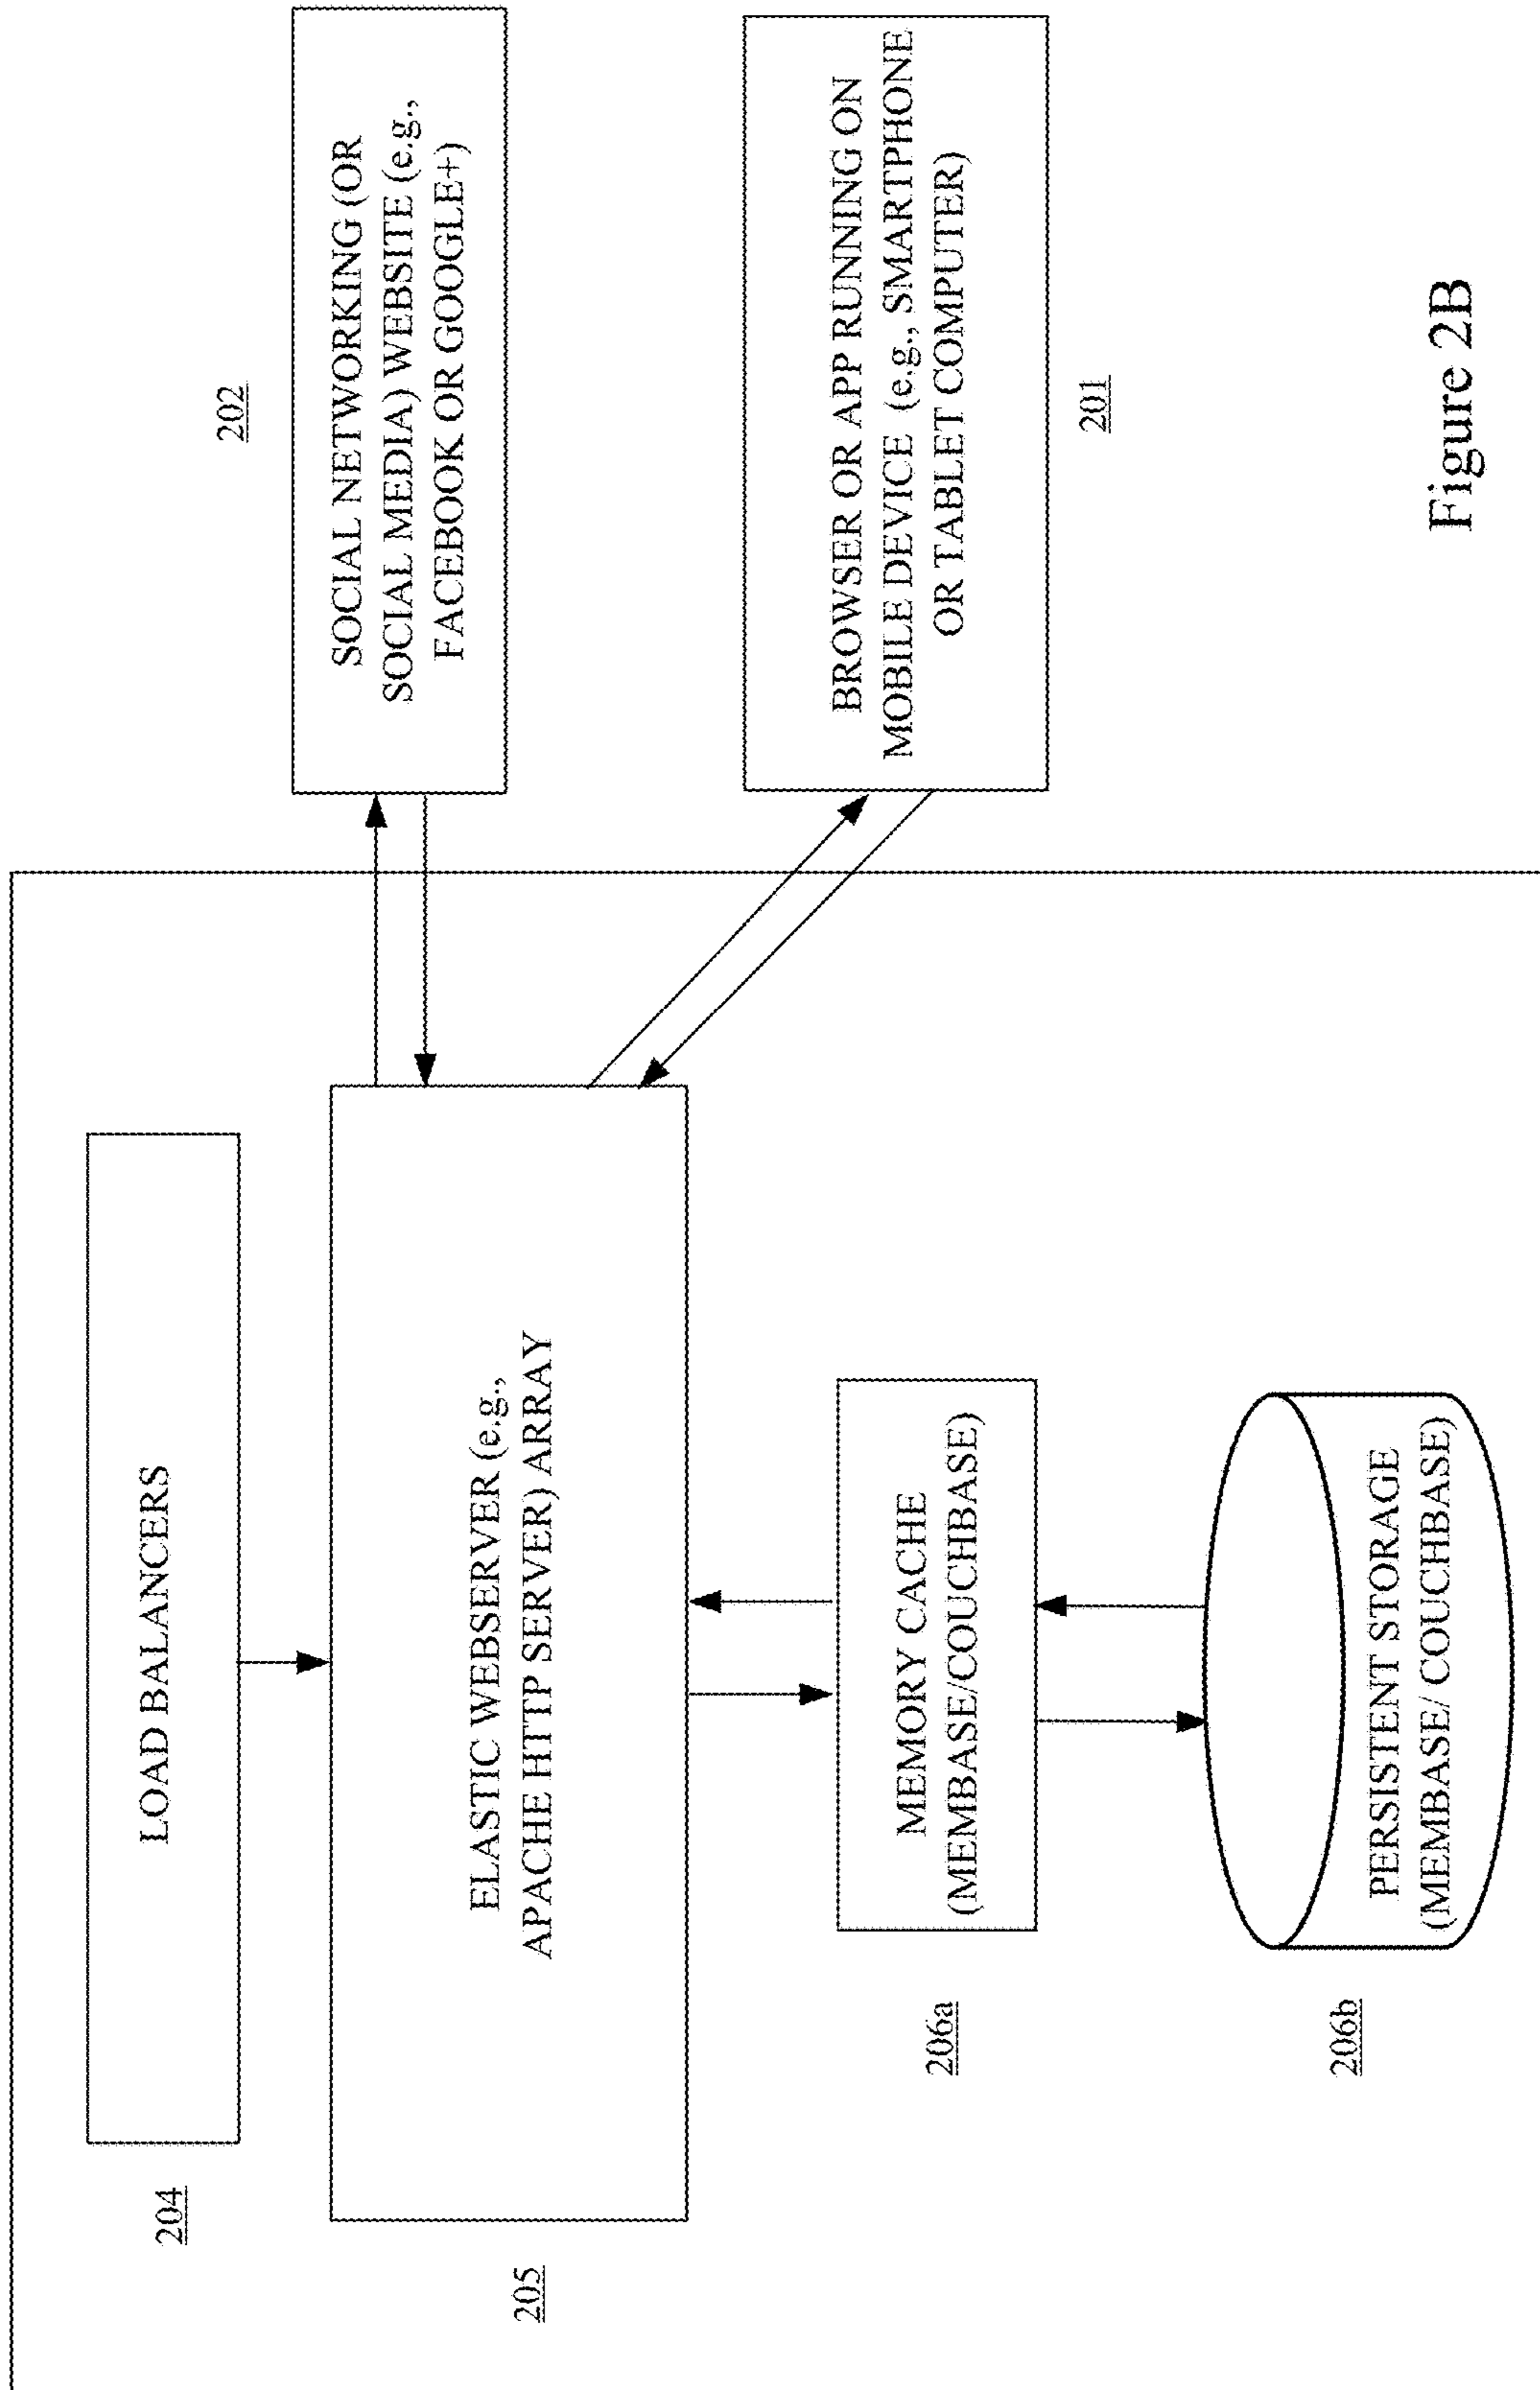 204
LOAD BALANCERS
205
ELASTIC WEBSERVER (e.g.,
APACHE HTTP SERVER) ARRAY
202
SOCIAL NETWORKING (OR
SOCIAL MEDIA) WEBSITE (e.g.,
FACEBOOK OR GOOGLE+)
206a
MEMORY CACHE
(MEMBASE/COUCHBASE)
BROWSER OR APP RUNNING ON
MOBILE DEVICE (e.g., SMARTPHONE
OR TABLET COMPUTER)
201
206b
PERSISTENT STORAGE
(MEMBASE/ COUCHBASE)
Figure 2B